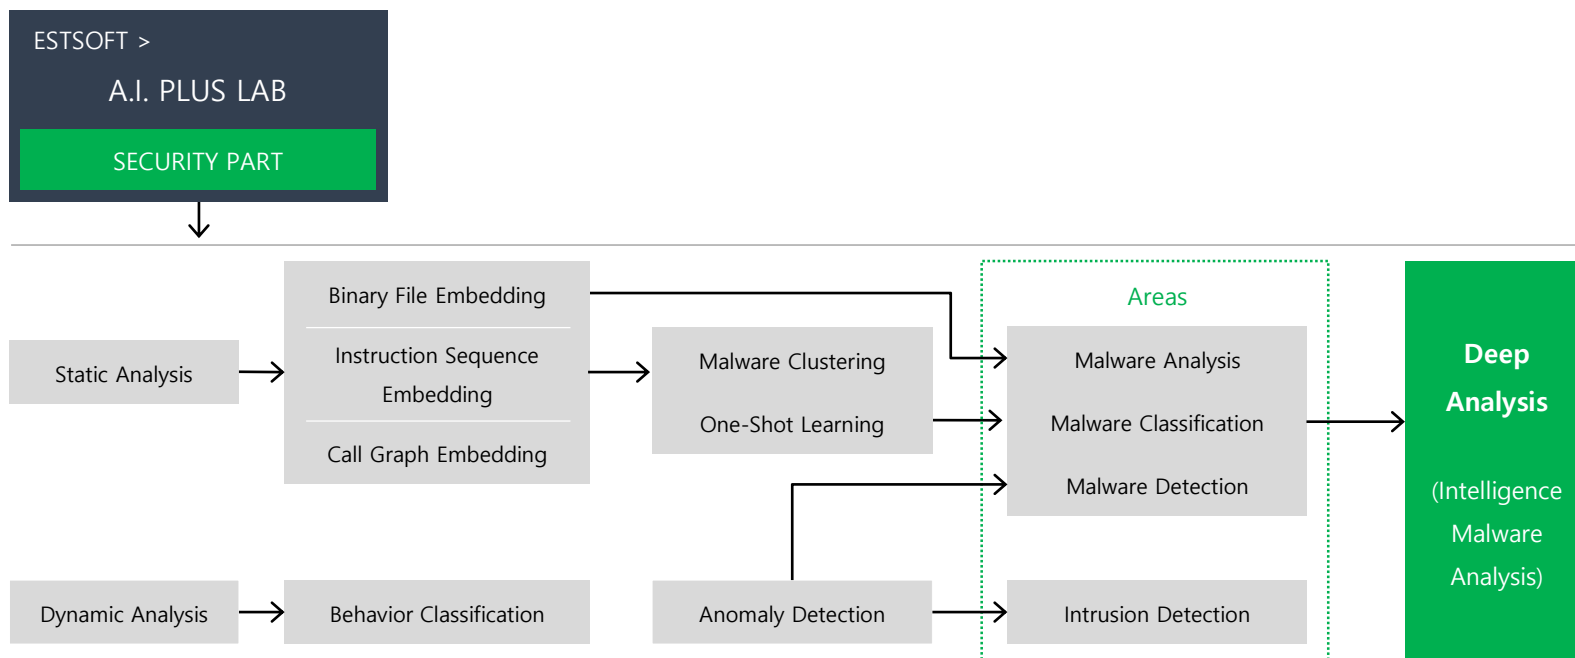 ESTSOFT >
A.I. PLUS LAB
SECURITY PART
Static Analysis
Binary File Embedding
Instruction Sequence
Embedding
Call Graph Embedding
Malware Clustering
One-Shot Learning
Areas
Malware Analysis
Malware Classification
Malware Detection
Deep
Analysis
(Intelligence
Malware
Analysis)
Dynamic Analysis
Behavior Classification
Anomaly Detection
Intrusion Detection